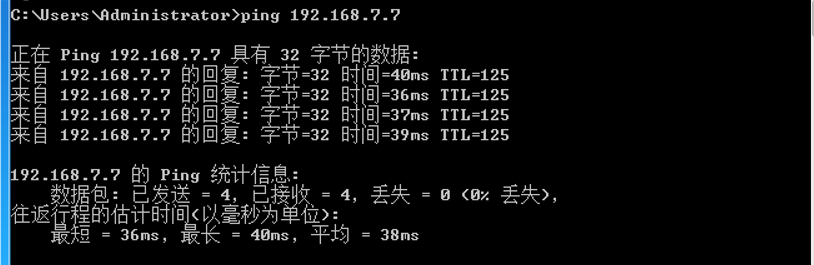 C:\Users\Administrator>ping 192.168.7.7
正在 Ping 192.168.7.7 具有 32 字节的数据:
来自 192.168.7.7 的回复: 字节=32 时间=40ms TTL=125
来自 192.168.7.7 的回复: 字节=32 时间=36ms TTL=125
来自 192.168.7.7 的回复: 字节=32 时间=37ms TTL=125
来自 192.168.7.7 的回复: 字节=32 时间=39ms TTL=125
192.168.7.7 的 Ping 统计信息:
数据包: 已发送 = 4, 已接收 = 4, 丢失 = 0 (0% 丢失),
往返行程的估计时间(以毫秒为单位):
最短 = 36ms, 最长 = 40ms, 平均 = 38ms